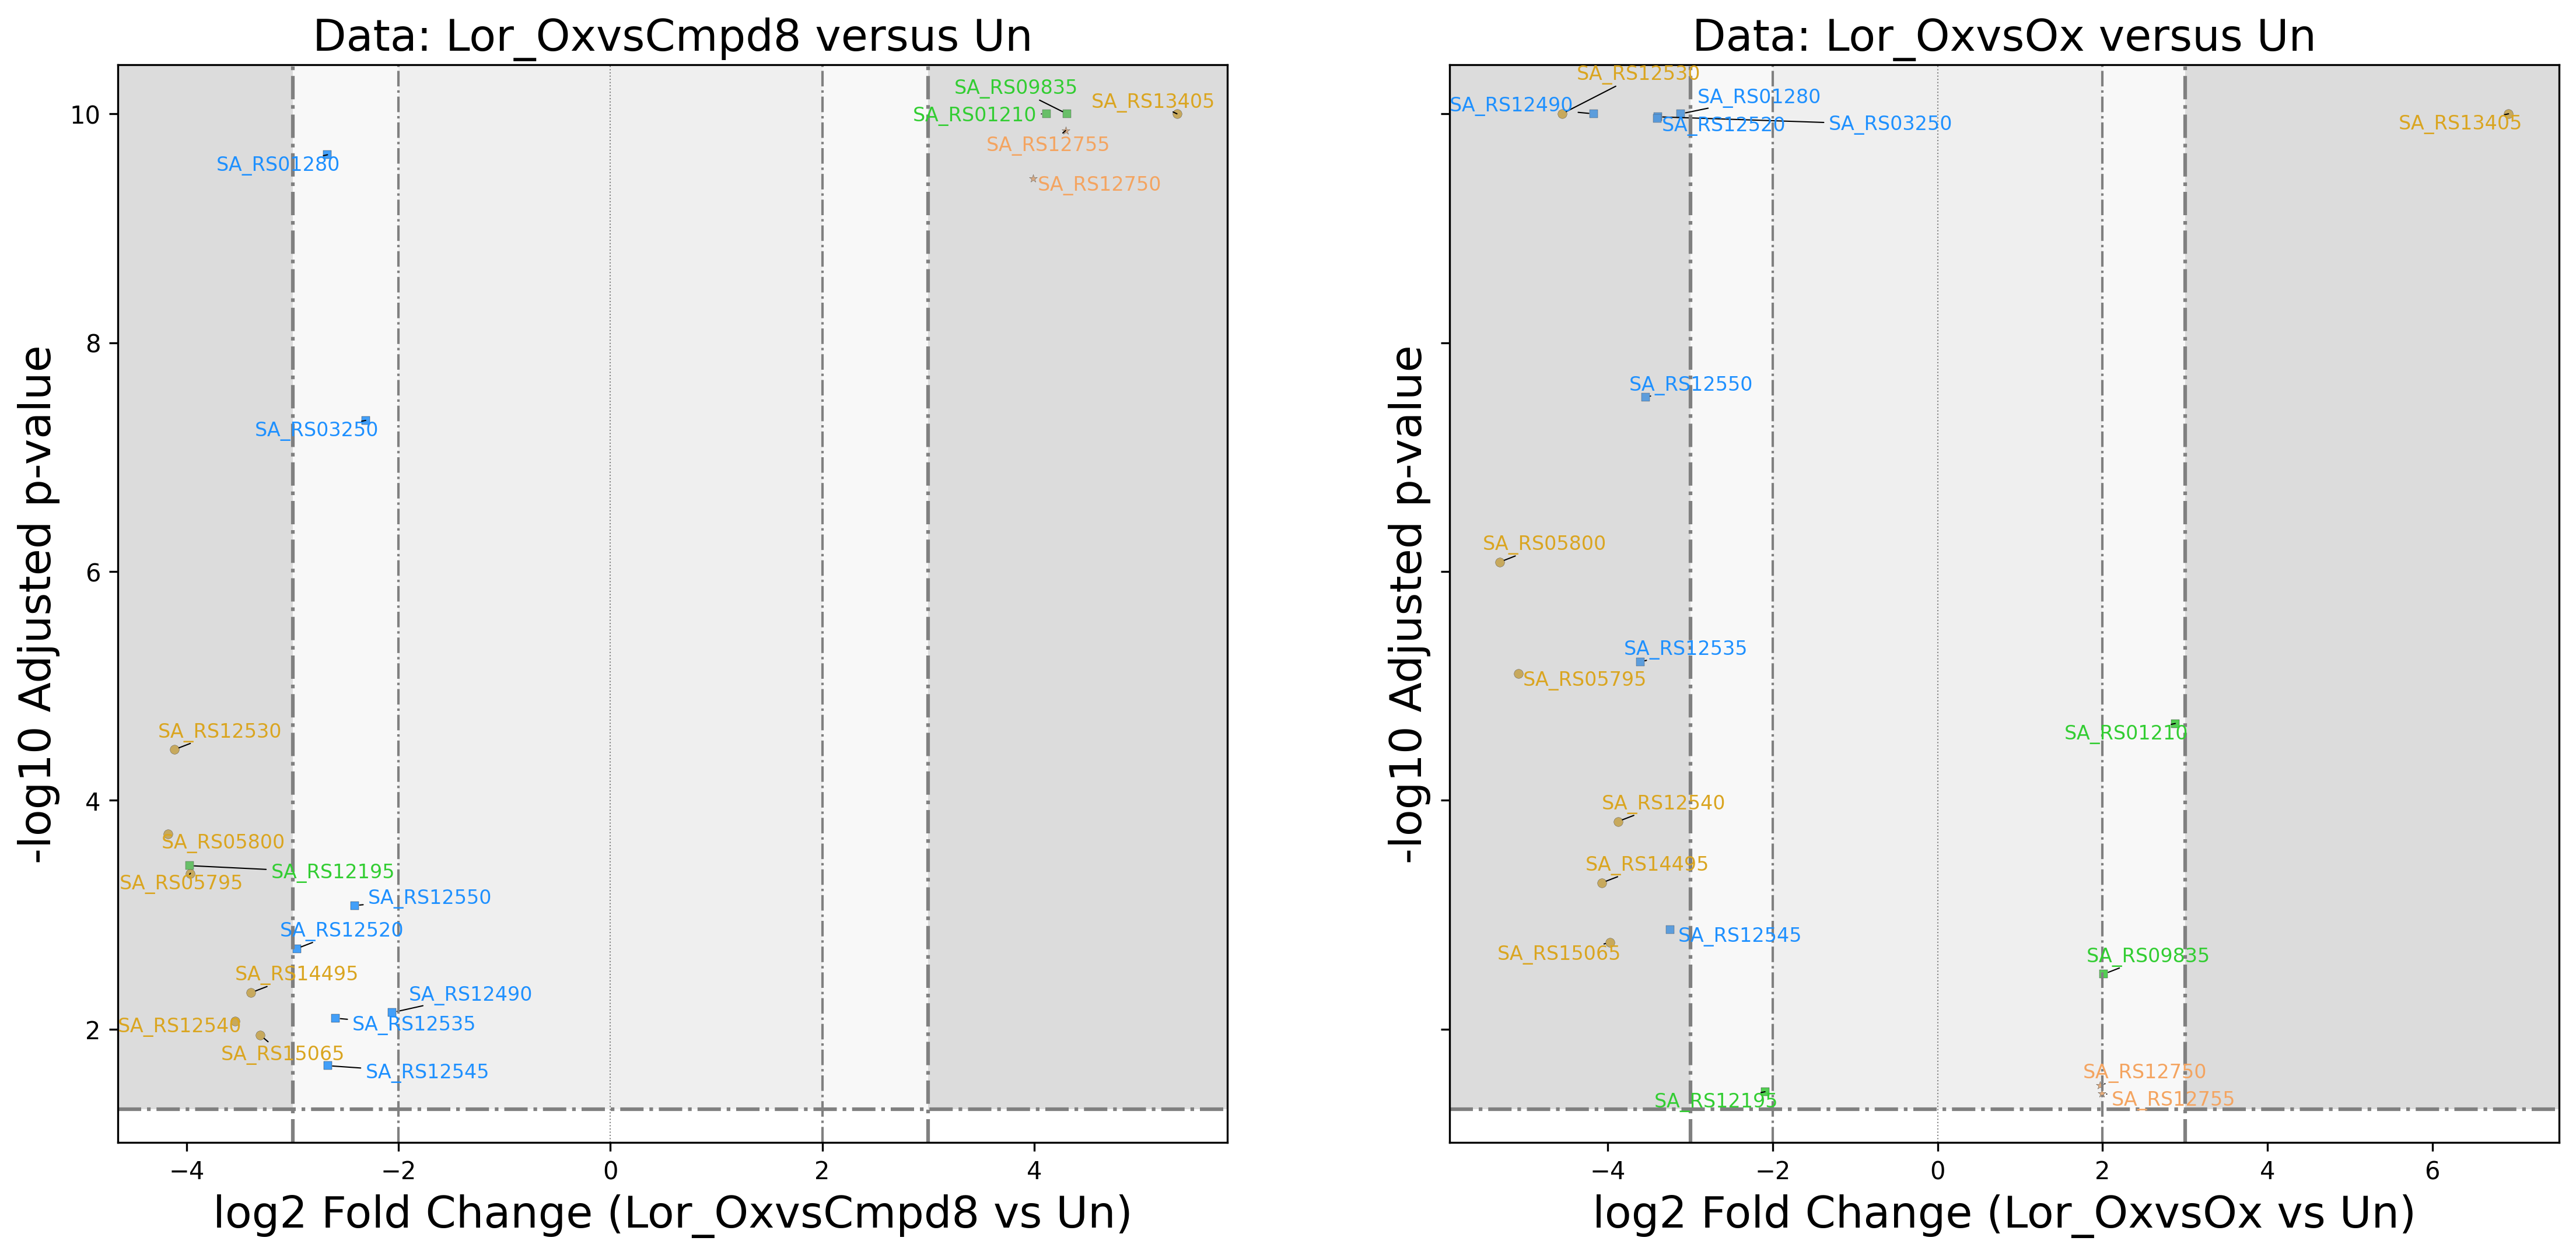 Data: Lor_OxvsCmpd8 versus Un
-log10 Adjusted p-value
10
8
6
4
2
SA_RS09835
SA_RS13405
SA_RS01210
SA_RS12755
SA_RS01280
SA_RS12750
SA_RS03250
SA_RS12530
SA_RS05800
SA_RS12195
SA_RS05795
SA_RS12550
SA_RS12520
SA_RS14495
SA_RS12490
SA_RS12540
SA_RS12535
SA_RS15065
SA_RS12545
−4
−2
0
2
4
log2 Fold Change (Lor_OxvsCmpd8 vs Un)
Data: Lor_OxvsOx versus Un
-log10 Adjusted p-value
SA_RS12530
SA_RS12490
SA_RS01280
SA_RS12520
SA_RS03250
SA_RS13405
SA_RS12550
SA_RS05800
SA_RS12535
SA_RS05795
SA_RS01210
SA_RS12540
SA_RS14495
SA_RS12545
SA_RS15065
SA_RS09835
SA_RS12750
SA_RS12195
SA_RS12755
−4
−2
0
2
4
6
log2 Fold Change (Lor_OxvsOx vs Un)